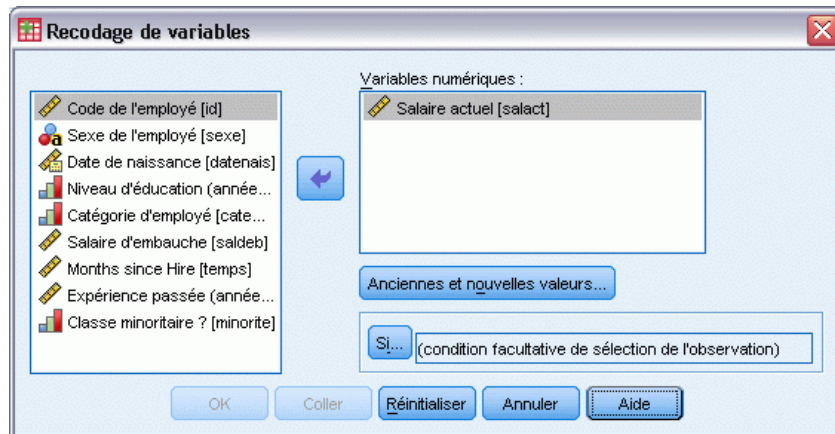 Recodage de variables
Code de l'employé [id]
Sexe de l'employé [sexe]
Date de naissance [datenais]
Niveau d'éducation (année...
Catégorie d'employé [cate...
Salaire d'embauche [saldeb]
Months since Hire [temps]
Expérience passée (année...
Classe minoritaire ? [minorite]
Variables numériques :
Salaire actuel [salact]
Anciennes et nouvelles valeurs...
Si...
(condition facultative de sélection de l'observation)
OK
Coller
Réinitialiser
Annuler
Aide